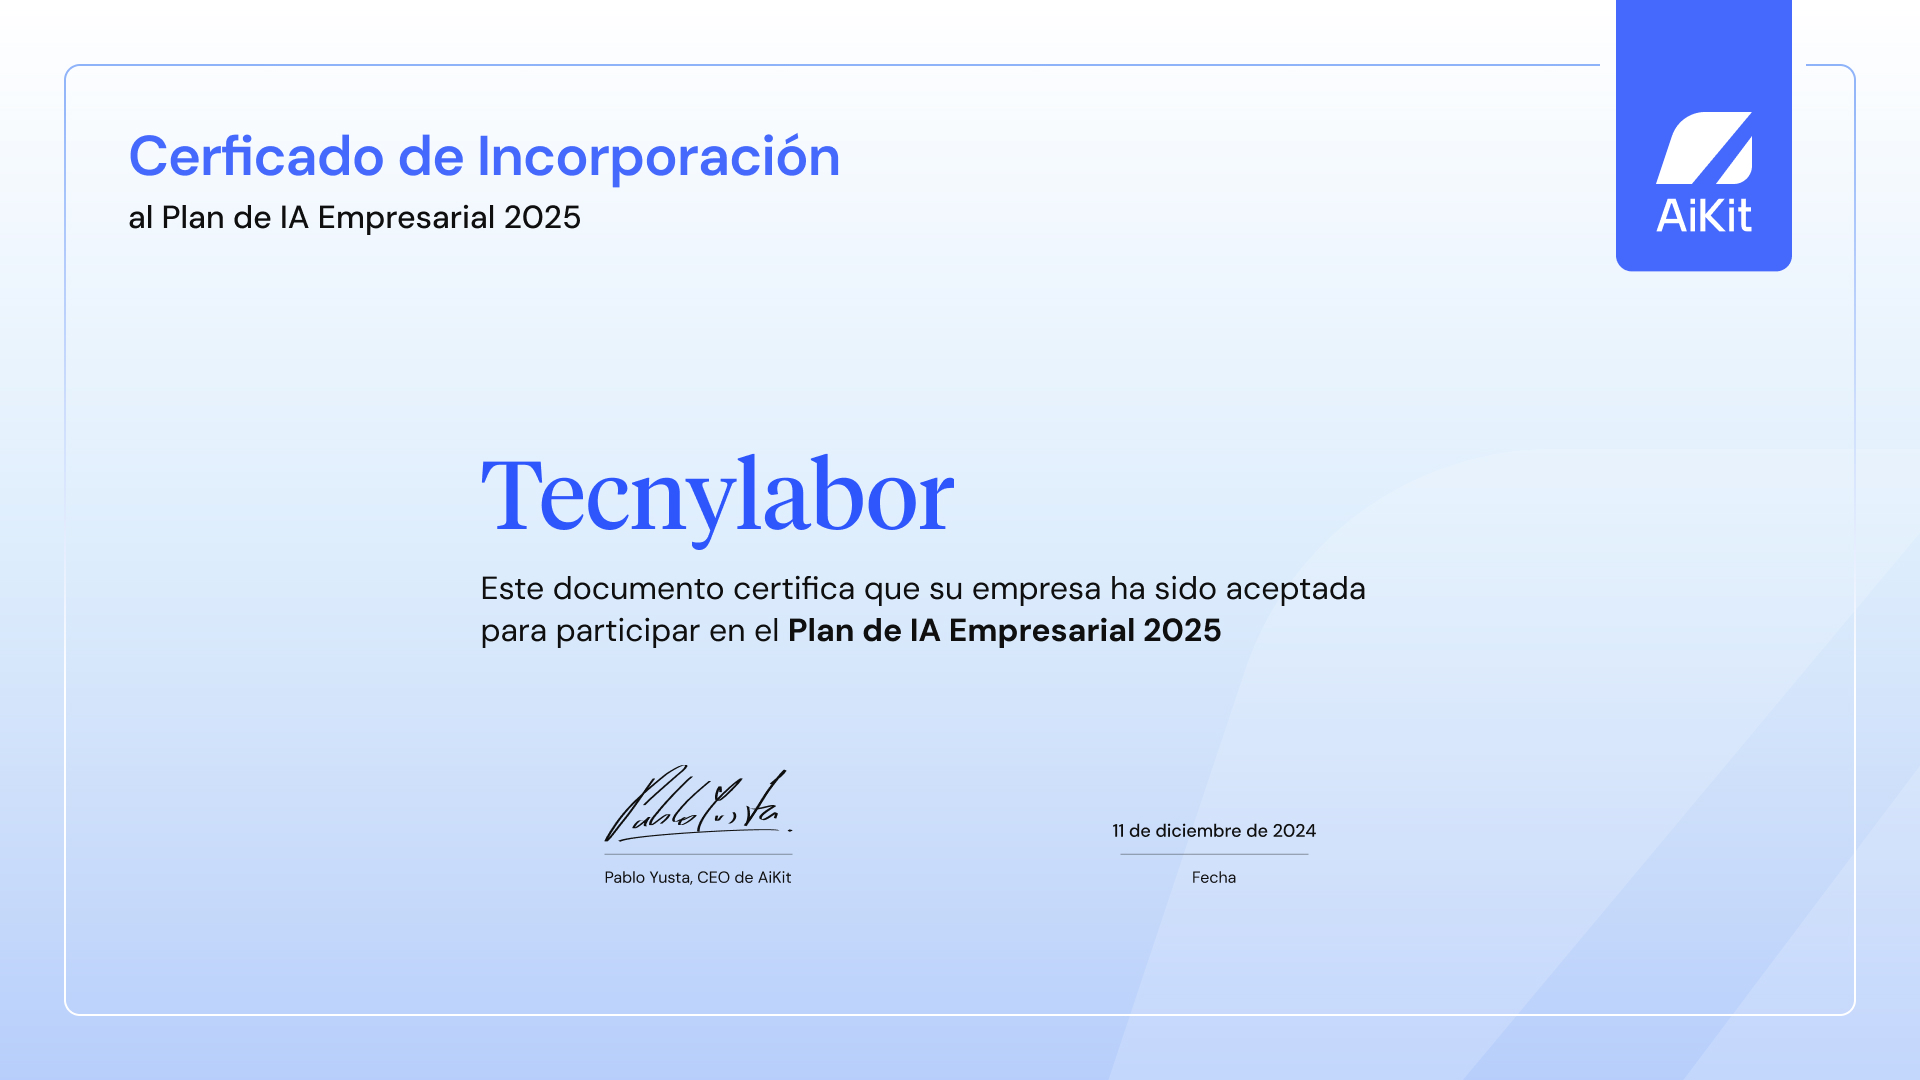 Cerficado de Incorporación
al Plan de IA Empresarial 2025
AiKit
Tecnylabor
Este documento certifica que su empresa ha sido aceptada
para participar en el Plan de IA Empresarial 2025
Pablo Yusta.
11 de diciembre de 2024
Pablo Yusta, CEO de AiKit
Fecha